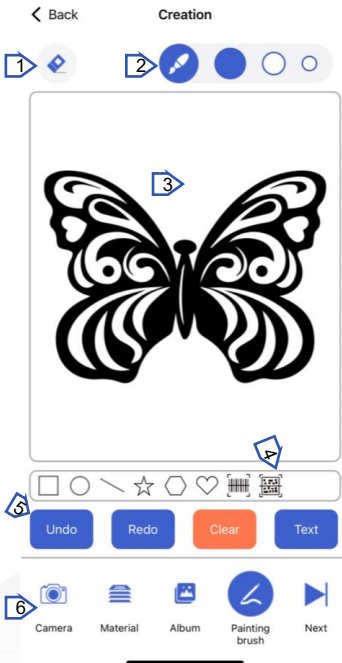 Back
Creation
1
2
3
4
5
Undo
Redo
Clear
Text
6
Camera
Material
Album
Painting
brush
Next